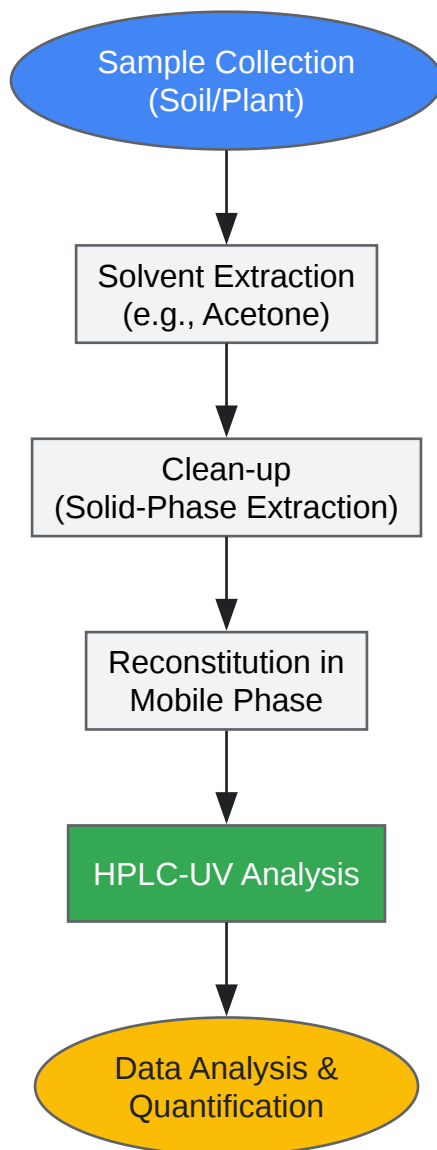 Sample Collection
(Soil/Plant)
Solvent Extraction
(e.g., Acetone)
Clean-up
(Solid-Phase Extraction)
Reconstitution in
Mobile Phase
HPLC-UV Analysis
Data Analysis &
Quantification